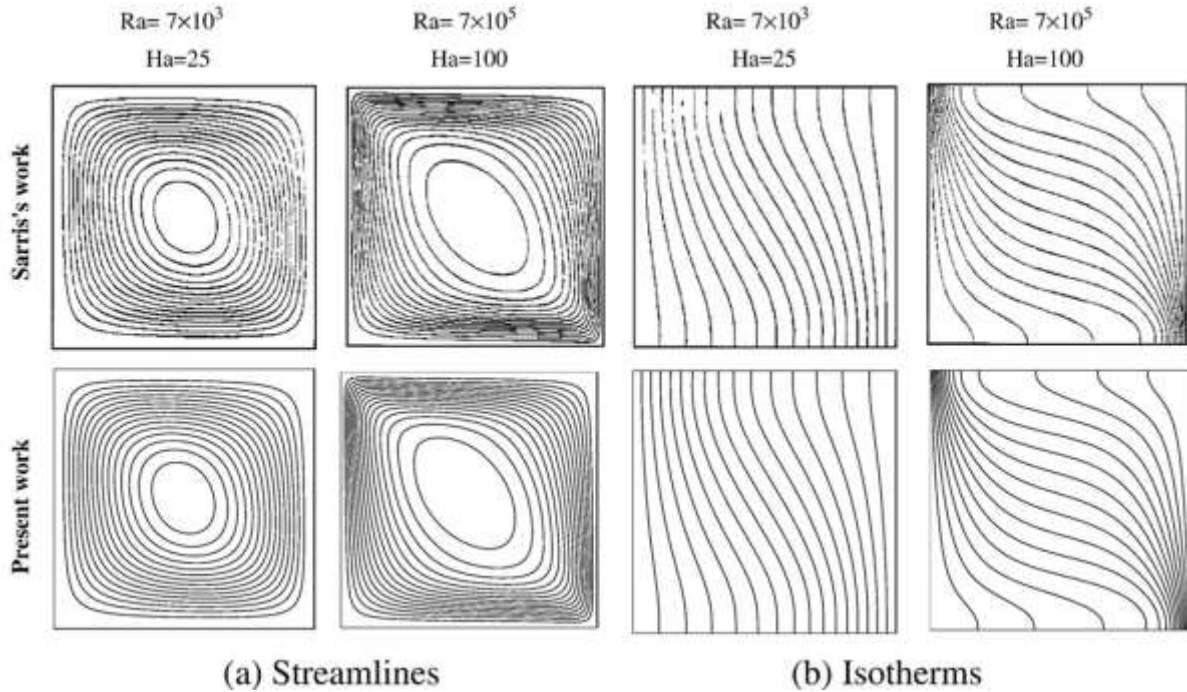 Ra= 7×10³ Ra= 7×10⁵ Ra= 7×10³ Ra= 7×10⁵
Ha=25 Ha=100 Ha=25 Ha=100
Sarris's work
Present work
(a) Streamlines (b) Isotherms